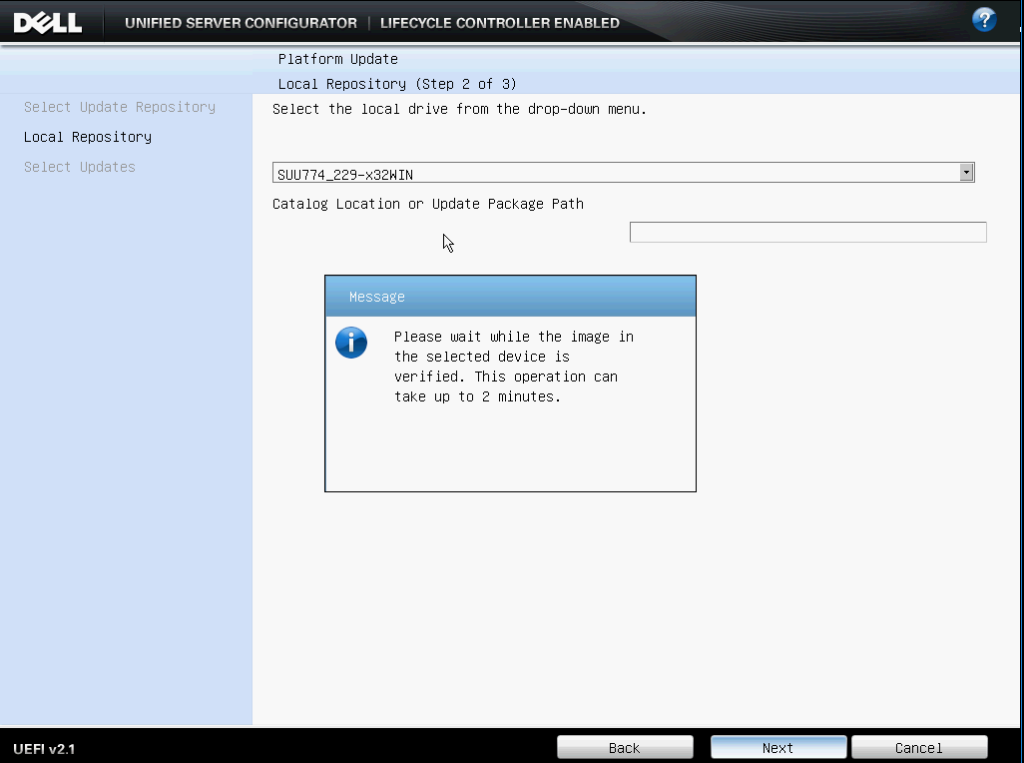 DELL
UNIFIED SERVER CONFIGURATOR | LIFECYCLE CONTROLLER ENABLED
?
Platform Update
Local Repository (Step 2 of 3)
Select Update Repository
Local Repository
Select Updates
Select the local drive from the drop-down menu.
SUU774_229-x32WIN
Catalog Location or Update Package Path
Message
i
Please wait while the image in
the selected device is
verified. This operation can
take up to 2 minutes.
UEFI v2.1
Back
Next
Cancel